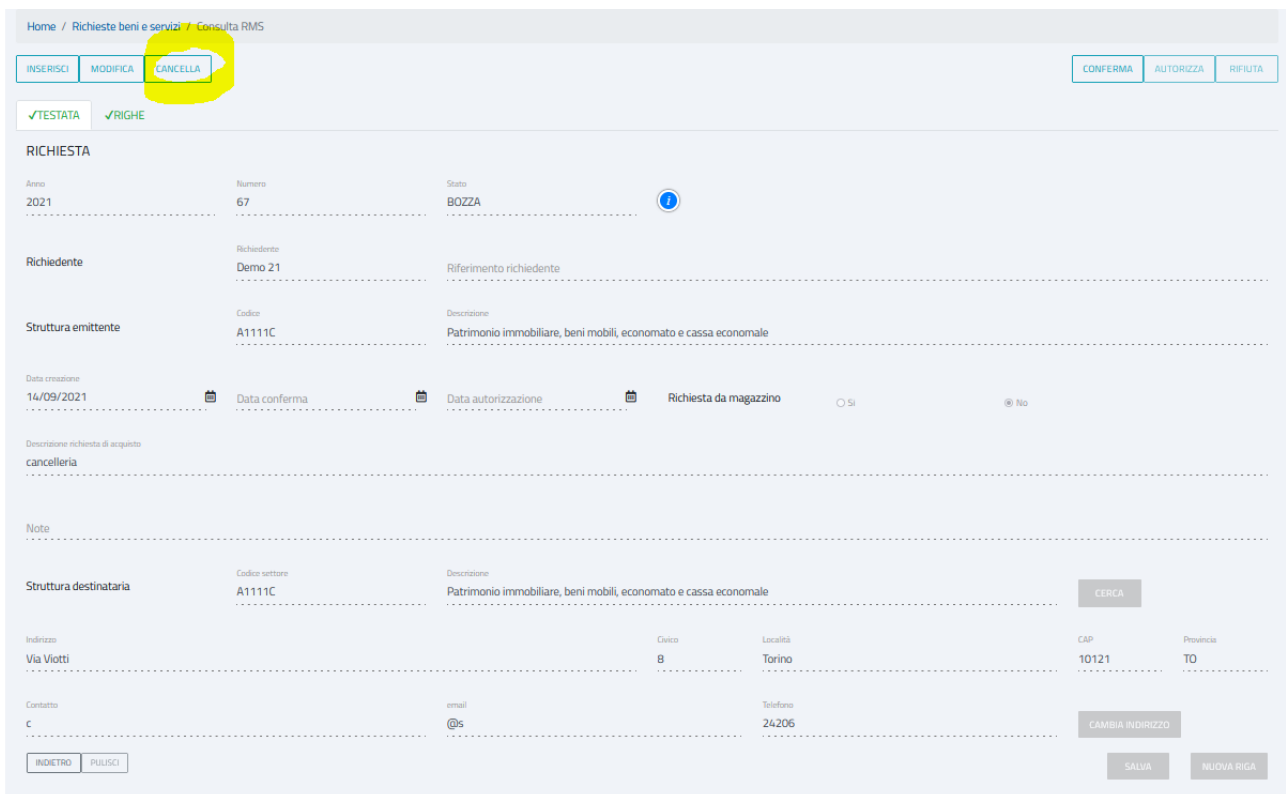 Home / Richieste beni e servizi / Consulta RMS
INSERISCI MODIFICA CANCELLA CONFERMA AUTORIZZA RIFIUTA
✓TESTATA ✓RIGHE
RICHIESTA
Anno Numero Stato
2021 67 BOZZA i
Richiedente
Richiedente Demo 21 Riferimento richiedente
Codice Descrizione
Struttura emittente A1111C Patrimonio immobiliare, beni mobili, economato e cassa economale
Data creazione
14/09/2021 Data conferma Data autorizzazione Richiesta da magazzino Si No
Descrizione richiesta di acquisto
cancelleria
Note
Codice settore Descrizione
Struttura destinataria A1111C Patrimonio immobiliare, beni mobili, economato e cassa economale CERCA
Indirizzo Civico Località CAP Provincia
Via Viotti 8 Torino 10121 TO
Contatto email Telefono
c @s 24206 CAMBIA INDIRIZZO
INDIETRO PULISCI SALVA NUOVA RIGA